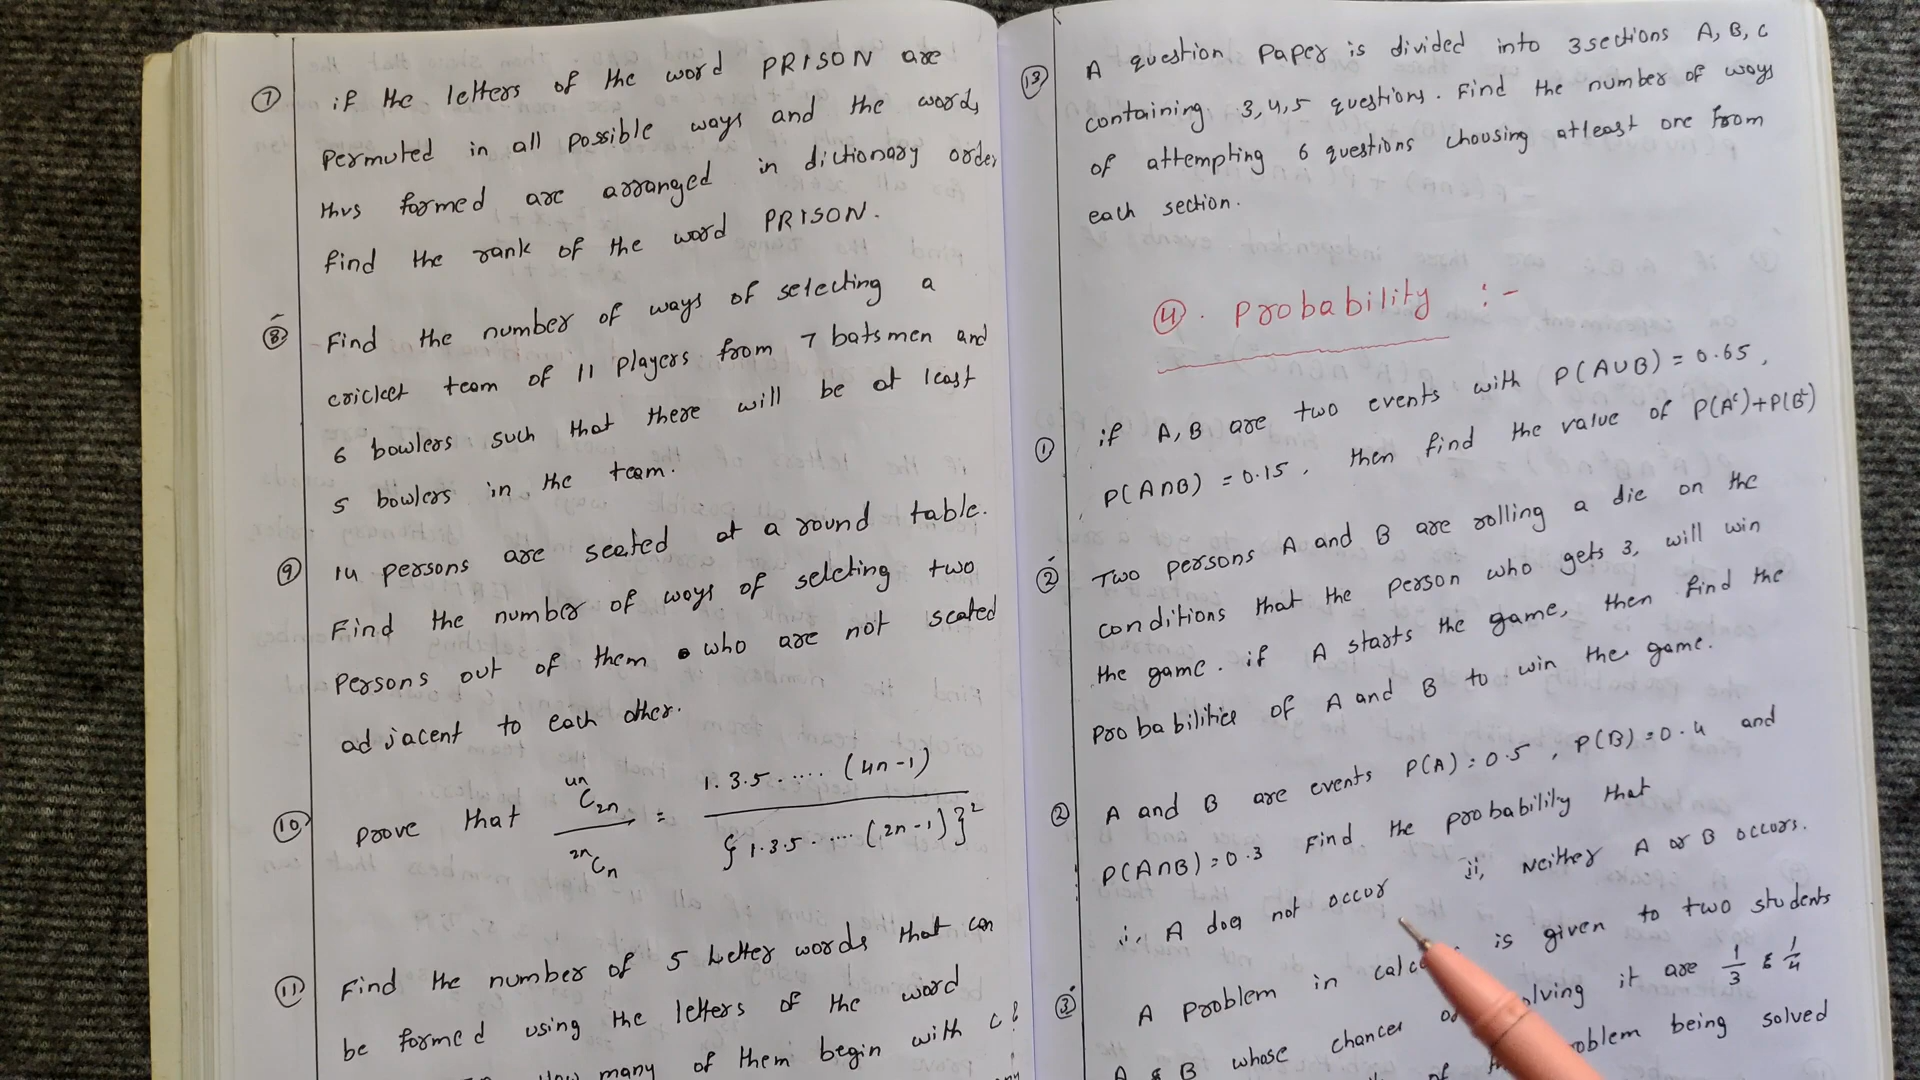 7 if the letters of the word PRISON are
permuted in all possible ways and the words
thus formed are arranged in dictionary order
find the rank of the word PRISON.
8 Find the number of ways of selecting a
cricket team of 11 players from 7 batsmen and
6 bowlers such that there will be at least
5 bowlers in the team.
9 14 persons are seated at a round table.
Find the number of ways of selcting two
persons out of them who are not seated
adjacent to each other.
10 prove that 4nC2n / 2nCn = 1.3.5..... (4n-1) / {1.3.5..... (2n-1)}²
11 Find the number of 5 letter words that can
be formed using the letters of the word
How many of them begin with C?
13 A question paper is divided into 3 sections A, B, C
containing 3,4,5 questions. Find the number of ways
of attempting 6 questions choosing atleast one from
each section.
4. Probability :-
1 if A, B are two events with P(A∪B) = 0.65,
P(A∩B) = 0.15, then find the value of P(Aᶜ)+P(Bᶜ)
2 Two persons A and B are rolling a die on the
conditions that the person who gets 3, will win
the game. if A starts the game, then find the
probabilities of A and B to win the game.
2 A and B are events P(A)=0.5, P(B)=0.4 and
P(A∩B)=0.3 Find the probability that
i, A does not occur ii, Neither A or B occurs.
3 A problem in is given to two students
A & B whose chances it are 1/3 & 1/4
of problem being solved